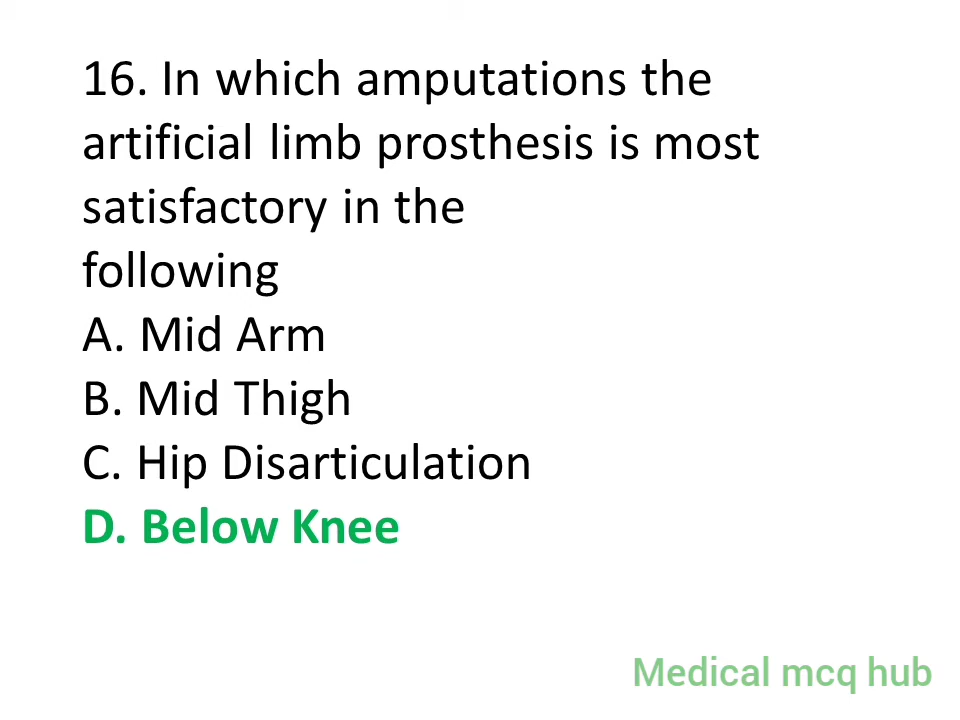 16. In which amputations the
artificial limb prosthesis is most
satisfactory in the
following
A. Mid Arm
B. Mid Thigh
C. Hip Disarticulation
D. Below Knee
Medical mcq hub